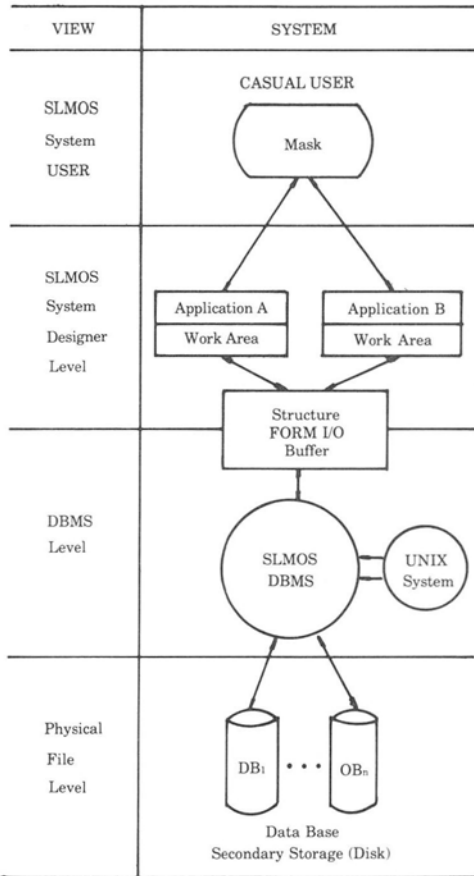 VIEW SYSTEM
CASUAL USER
SLMOS
System
USER
Mask
SLMOS
System
Designer
Level
Application A
Work Area
Application B
Work Area
Structure
FORM I/O
Buffer
DBMS
Level
SLMOS
DBMS
UNIX
System
Physical
File
Level
DB₁ • • • OBₙ
Data Base
Secondary Storage (Disk)